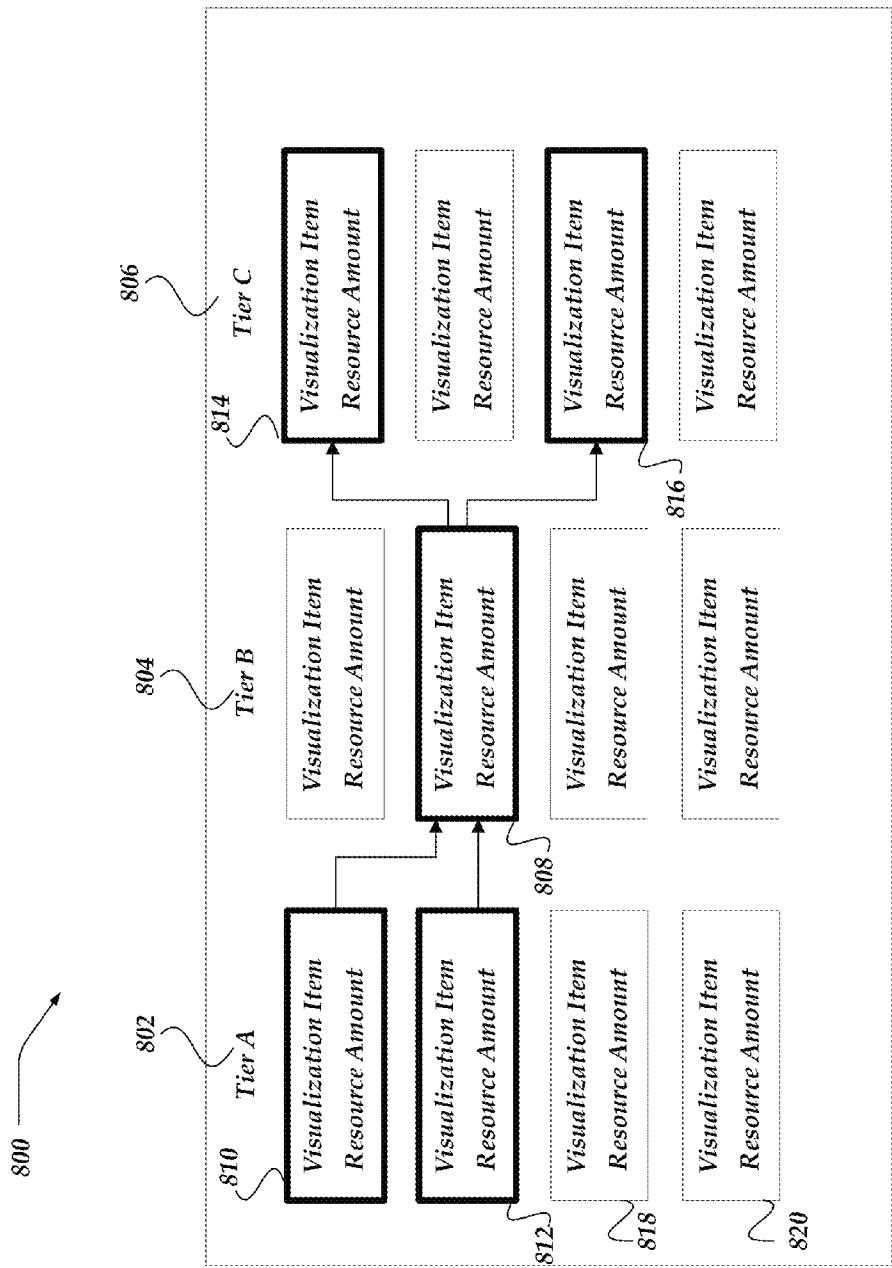 800
802
804
806
Tier A
Tier B
Tier C
810
Visualization Item
Resource Amount
Visualization Item
Resource Amount
814
Visualization Item
Resource Amount
Visualization Item
Resource Amount
812
Visualization Item
Resource Amount
808
Visualization Item
Resource Amount
Visualization Item
Resource Amount
818
Visualization Item
Resource Amount
Visualization Item
Resource Amount
816
Visualization Item
Resource Amount
820
Visualization Item
Resource Amount
Visualization Item
Resource Amount